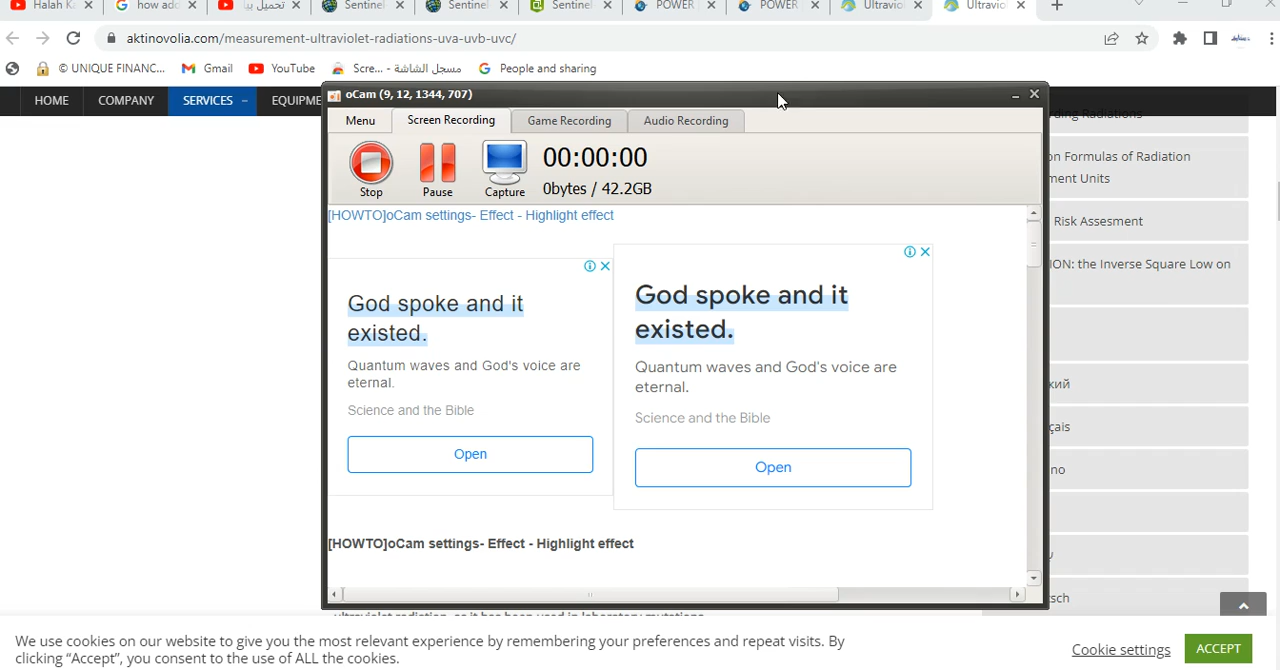 Halah K
how add
تحميل بر
Sentinel
Sentinel
Sentinel
POWER
POWER
Ultravio
Ultravio
aktinovolia.com/measurement-ultraviolet-radiations-uva-uvb-uvc/
© UNIQUE FINANC...
Gmail
YouTube
Scre... - مسجل الشاشة
People and sharing
HOME
COMPANY
SERVICES –
EQUIPME
oCam (9, 12, 1344, 707)
Menu
Screen Recording
Game Recording
Audio Recording
Stop
Pause
Capture
00:00:00
0bytes / 42.2GB
[HOWTO]oCam settings- Effect - Highlight effect
God spoke and it
existed.
Quantum waves and God's voice are
eternal.
Science and the Bible
Open
God spoke and it
existed.
Quantum waves and God's voice are
eternal.
Science and the Bible
Open
[HOWTO]oCam settings- Effect - Highlight effect
rding Radiations
on Formulas of Radiation
ment Units
Risk Assesment
ION: the Inverse Square Low on
кий
çais
no
sch
We use cookies on our website to give you the most relevant experience by remembering your preferences and repeat visits. By
clicking “Accept”, you consent to the use of ALL the cookies.
Cookie settings
ACCEPT